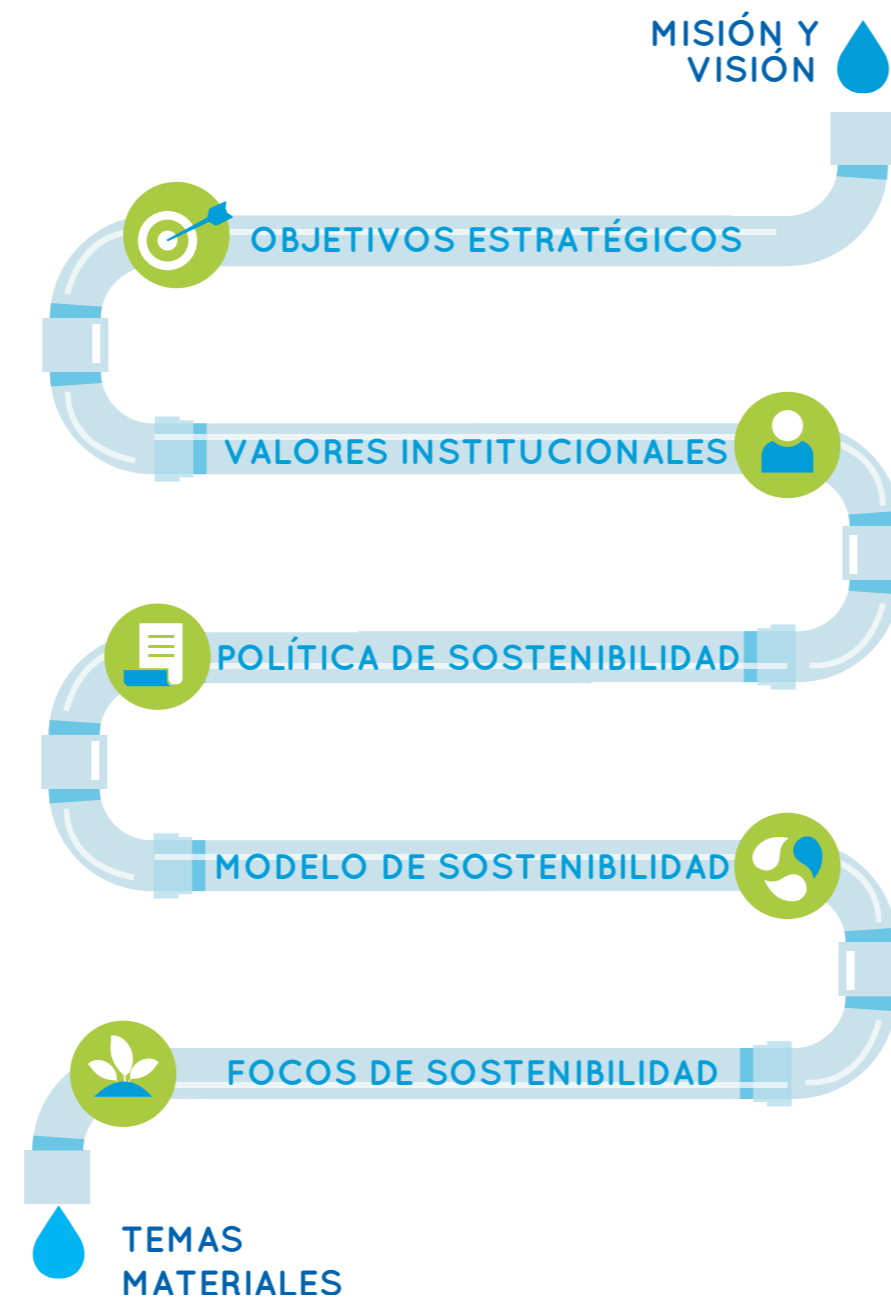 MISIÓN Y
VISIÓN
OBJETIVOS ESTRATÉGICOS
VALORES INSTITUCIONALES
POLÍTICA DE SOSTENIBILIDAD
MODELO DE SOSTENIBILIDAD
FOCOS DE SOSTENIBILIDAD
TEMAS
MATERIALES